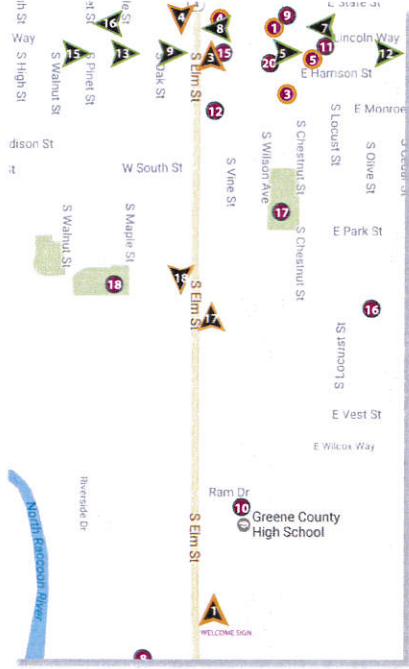 E State St
4
9
16
8
1
7
Way
Lincoln Way
11
15
13
9
3
15
20
5
5
12
E Harrison St
S High St
S Walnut St
S Pinet St
S Oak St
S Elm St
3
12
E Monroe
S Locust St
S Chestnut St
dison St
W South St
S Vine St
S Wilson Ave
S Olive St
17
S Walnut St
S Maple St
E Park St
S Chestnut St
18
18
S Elm St
17
16
S Locust St
E Vest St
E Wilcox Way
Riverside Dr
Ram Dr
10
Greene County
High School
S Elm St
North Raccoon River
1
WELCOME SIGN